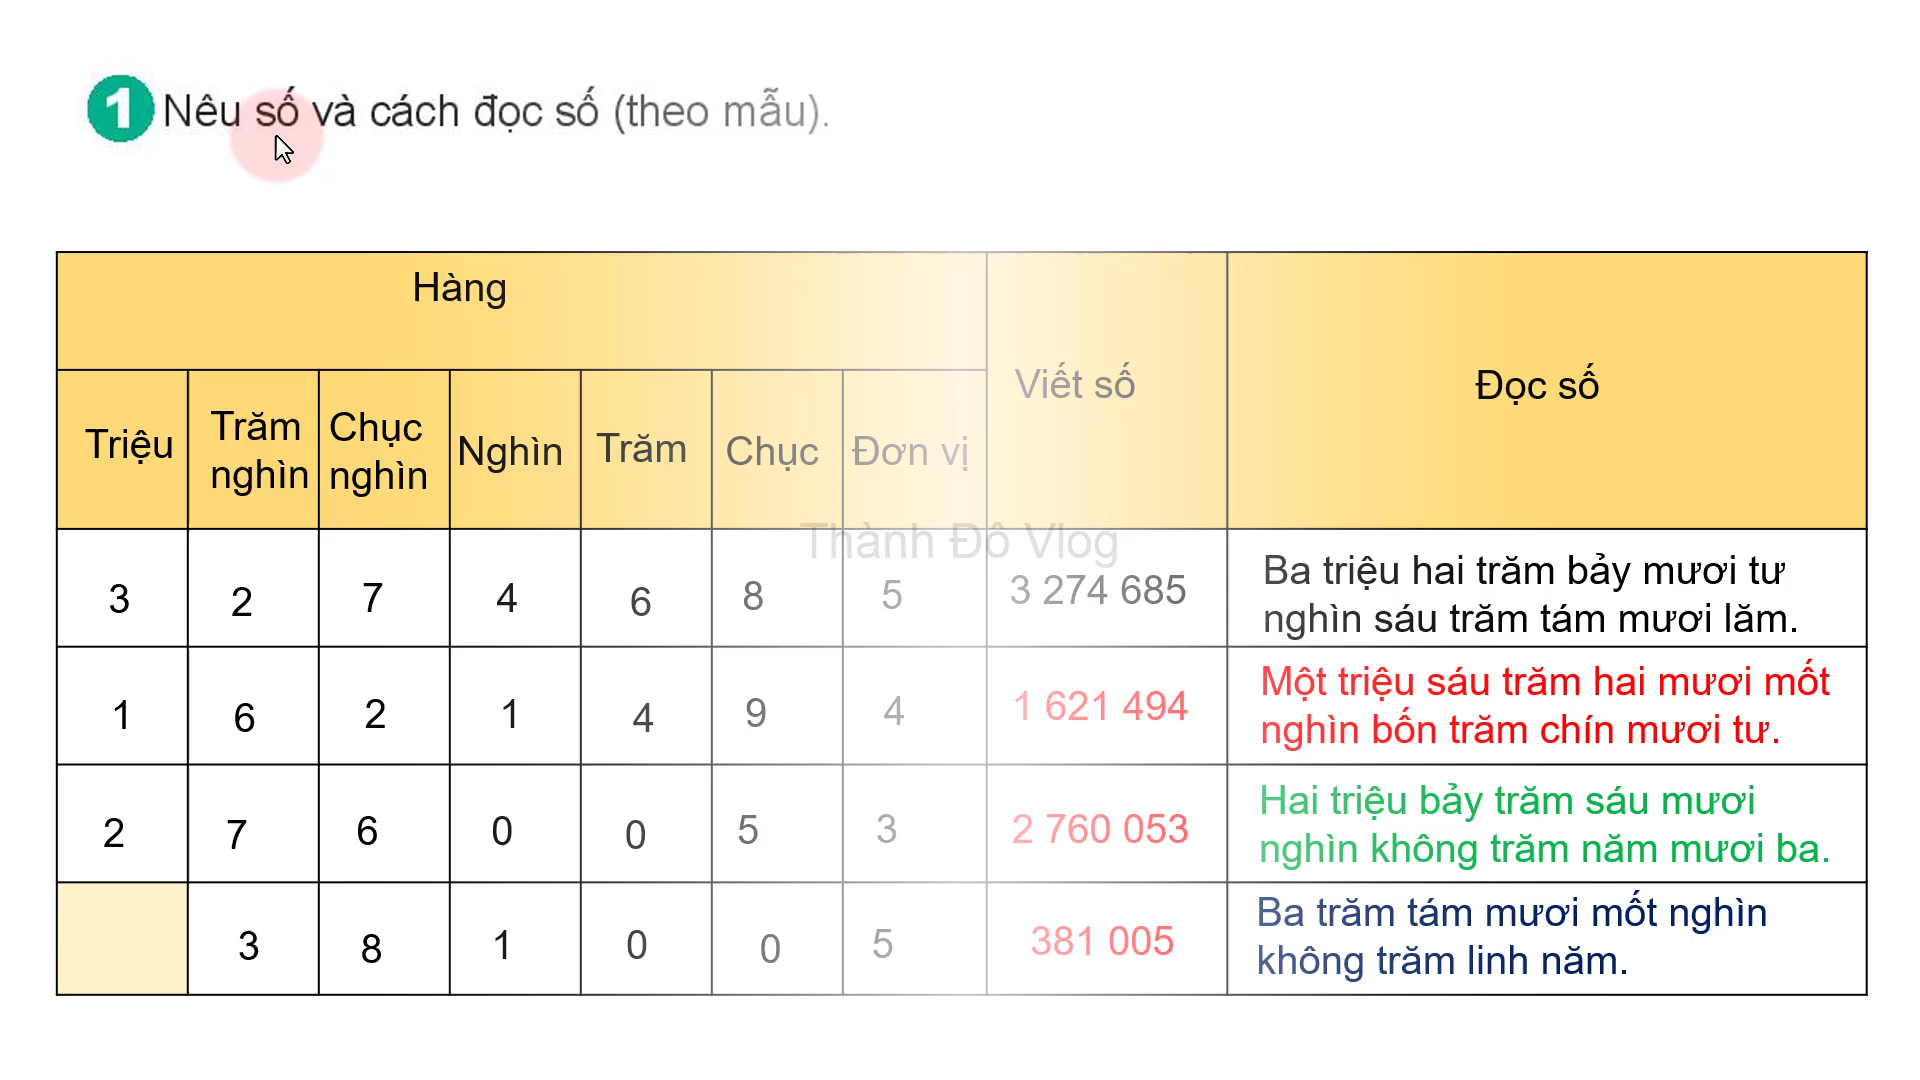 1 Nêu số và cách đọc số (theo mẫu).
Hàng
Viết số
Đọc số
Triệu
Trăm
nghìn
Chục
nghìn
Nghìn
Trăm
Chục
Đơn vị
Thành Đô Vlog
3 2 7 4 6 8 5 3 274 685
Ba triệu hai trăm bảy mươi tư
nghìn sáu trăm tám mươi lăm.
1 6 2 1 4 9 4 1 621 494
Một triệu sáu trăm hai mươi mốt
nghìn bốn trăm chín mươi tư.
2 7 6 0 0 5 3 2 760 053
Hai triệu bảy trăm sáu mươi
nghìn không trăm năm mươi ba.
3 8 1 0 0 5 381 005
Ba trăm tám mươi mốt nghìn
không trăm linh năm.